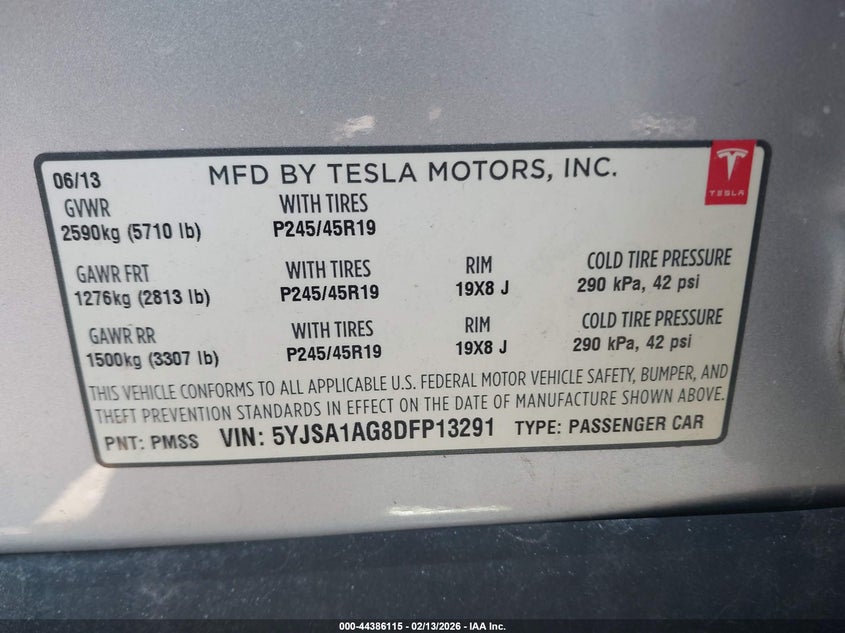 06/13 MFD BY TESLA MOTORS, INC.
TESLA
GVWR WITH TIRES
2590kg (5710 lb) P245/45R19
GAWR FRT WITH TIRES RIM COLD TIRE PRESSURE
1276kg (2813 lb) P245/45R19 19X8 J 290 kPa, 42 psi
GAWR RR WITH TIRES RIM COLD TIRE PRESSURE
1500kg (3307 lb) P245/45R19 19X8 J 290 kPa, 42 psi
THIS VEHICLE CONFORMS TO ALL APPLICABLE U.S. FEDERAL MOTOR VEHICLE SAFETY, BUMPER, AND
THEFT PREVENTION STANDARDS IN EFFECT ON THE DATE OF MANUFACTURE SHOWN ABOVE.
PNT: PMSS VIN: 5YJSA1AG8DFP13291 TYPE: PASSENGER CAR
000-44386115 - 02/13/2026 - IAA Inc.